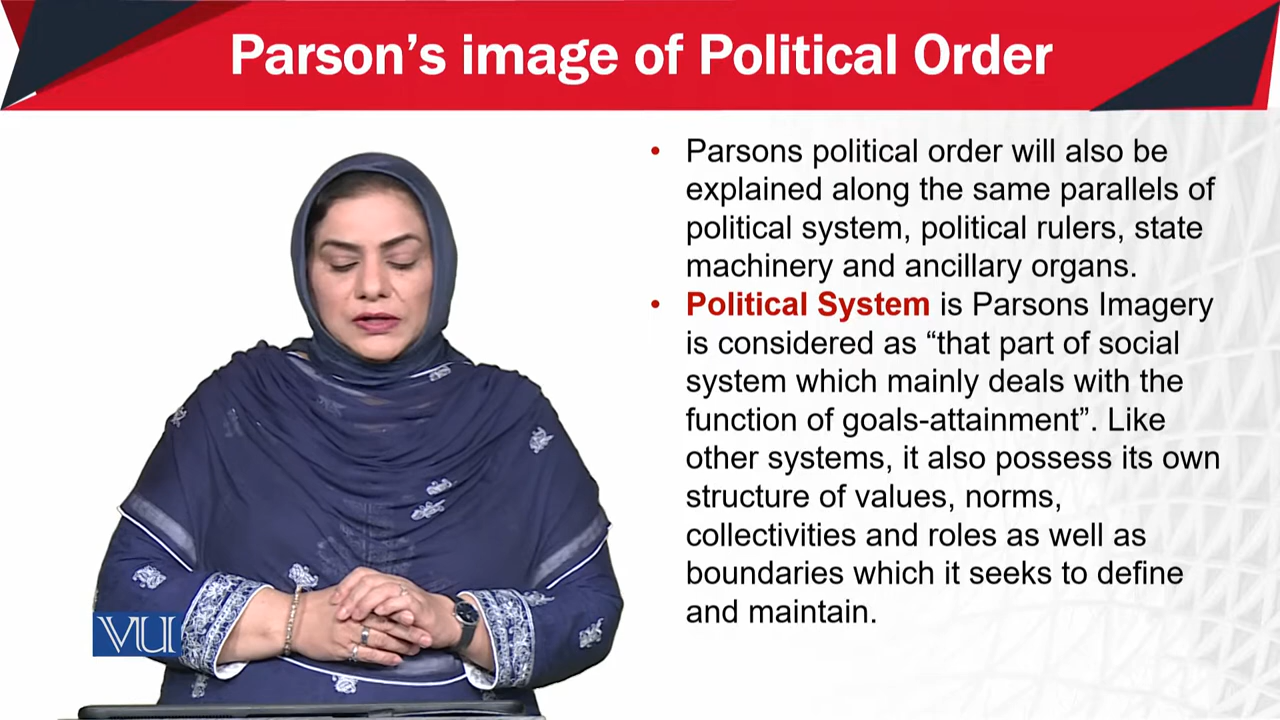 Parson’s image of Political Order
• Parsons political order will also be
explained along the same parallels of
political system, political rulers, state
machinery and ancillary organs.
• Political System is Parsons Imagery
is considered as “that part of social
system which mainly deals with the
function of goals-attainment”. Like
other systems, it also possess its own
structure of values, norms,
collectivities and roles as well as
boundaries which it seeks to define
and maintain.
VU